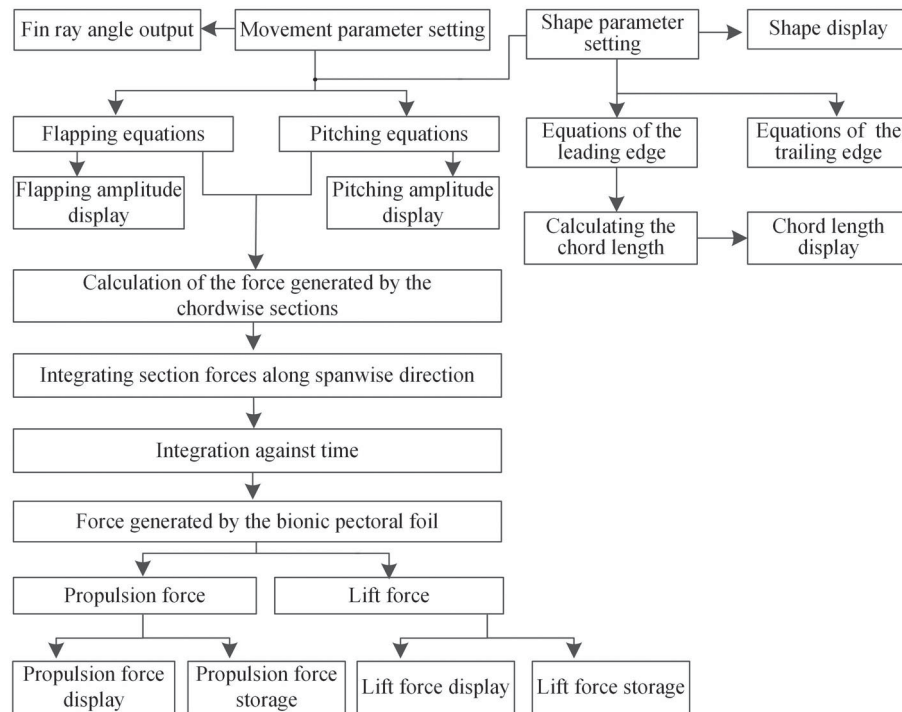 Fin ray angle output
Movement parameter setting
Shape parameter
setting
Shape display
Flapping equations
Pitching equations
Equations of the
leading edge
Equations of the
trailing edge
Flapping amplitude
display
Pitching amplitude
display
Calculating the
chord length
Chord length
display
Calculation of the force generated by the
chordwise sections
Integrating section forces along spanwise direction
Integration against time
Force generated by the bionic pectoral foil
Propulsion force
Lift force
Propulsion force
display
Propulsion force
storage
Lift force display
Lift force storage